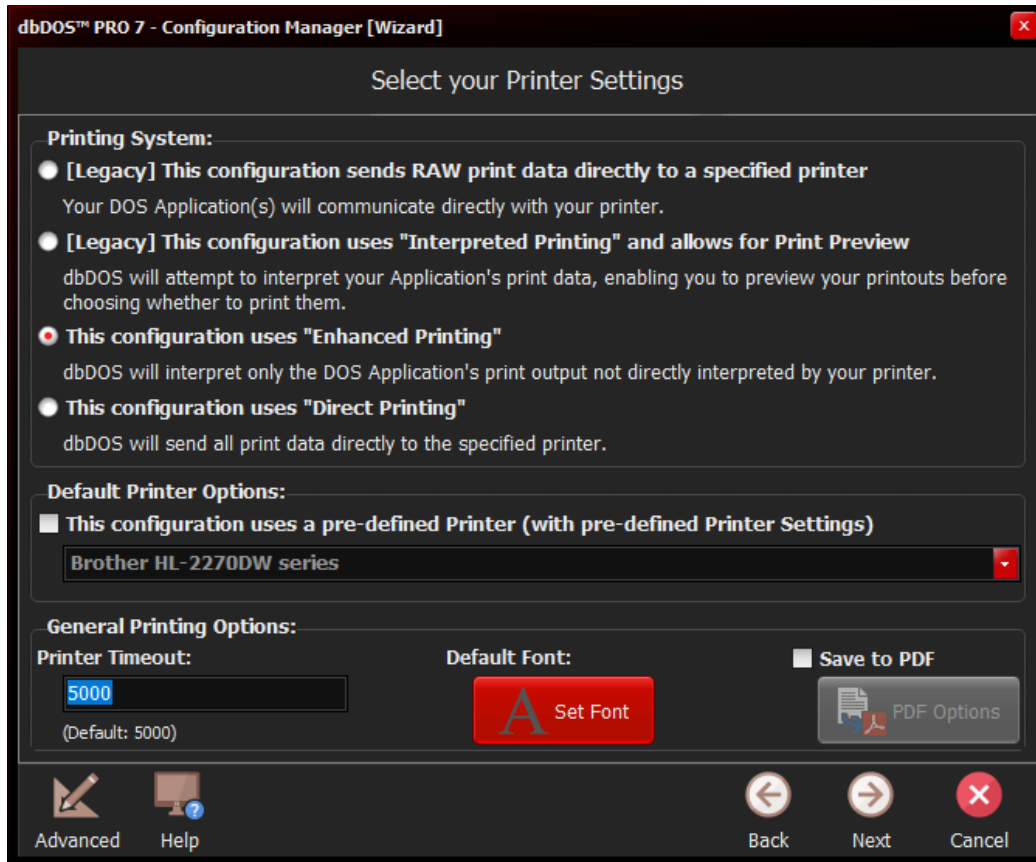 dbDOS™ PRO 7 - Configuration Manager [Wizard]
Select your Printer Settings
Printing System:
[Legacy] This configuration sends RAW print data directly to a specified printer
Your DOS Application(s) will communicate directly with your printer.
[Legacy] This configuration uses "Interpreted Printing" and allows for Print Preview
dbDOS will attempt to interpret your Application's print data, enabling you to preview your printouts before
choosing whether to print them.
This configuration uses "Enhanced Printing"
dbDOS will interpret only the DOS Application's print output not directly interpreted by your printer.
This configuration uses "Direct Printing"
dbDOS will send all print data directly to the specified printer.
Default Printer Options:
This configuration uses a pre-defined Printer (with pre-defined Printer Settings)
Brother HL-2270DW series
General Printing Options:
Printer Timeout:
5000
(Default: 5000)
Default Font:
A Set Font
Save to PDF
PDF Options
Advanced
Help
Back
Next
Cancel